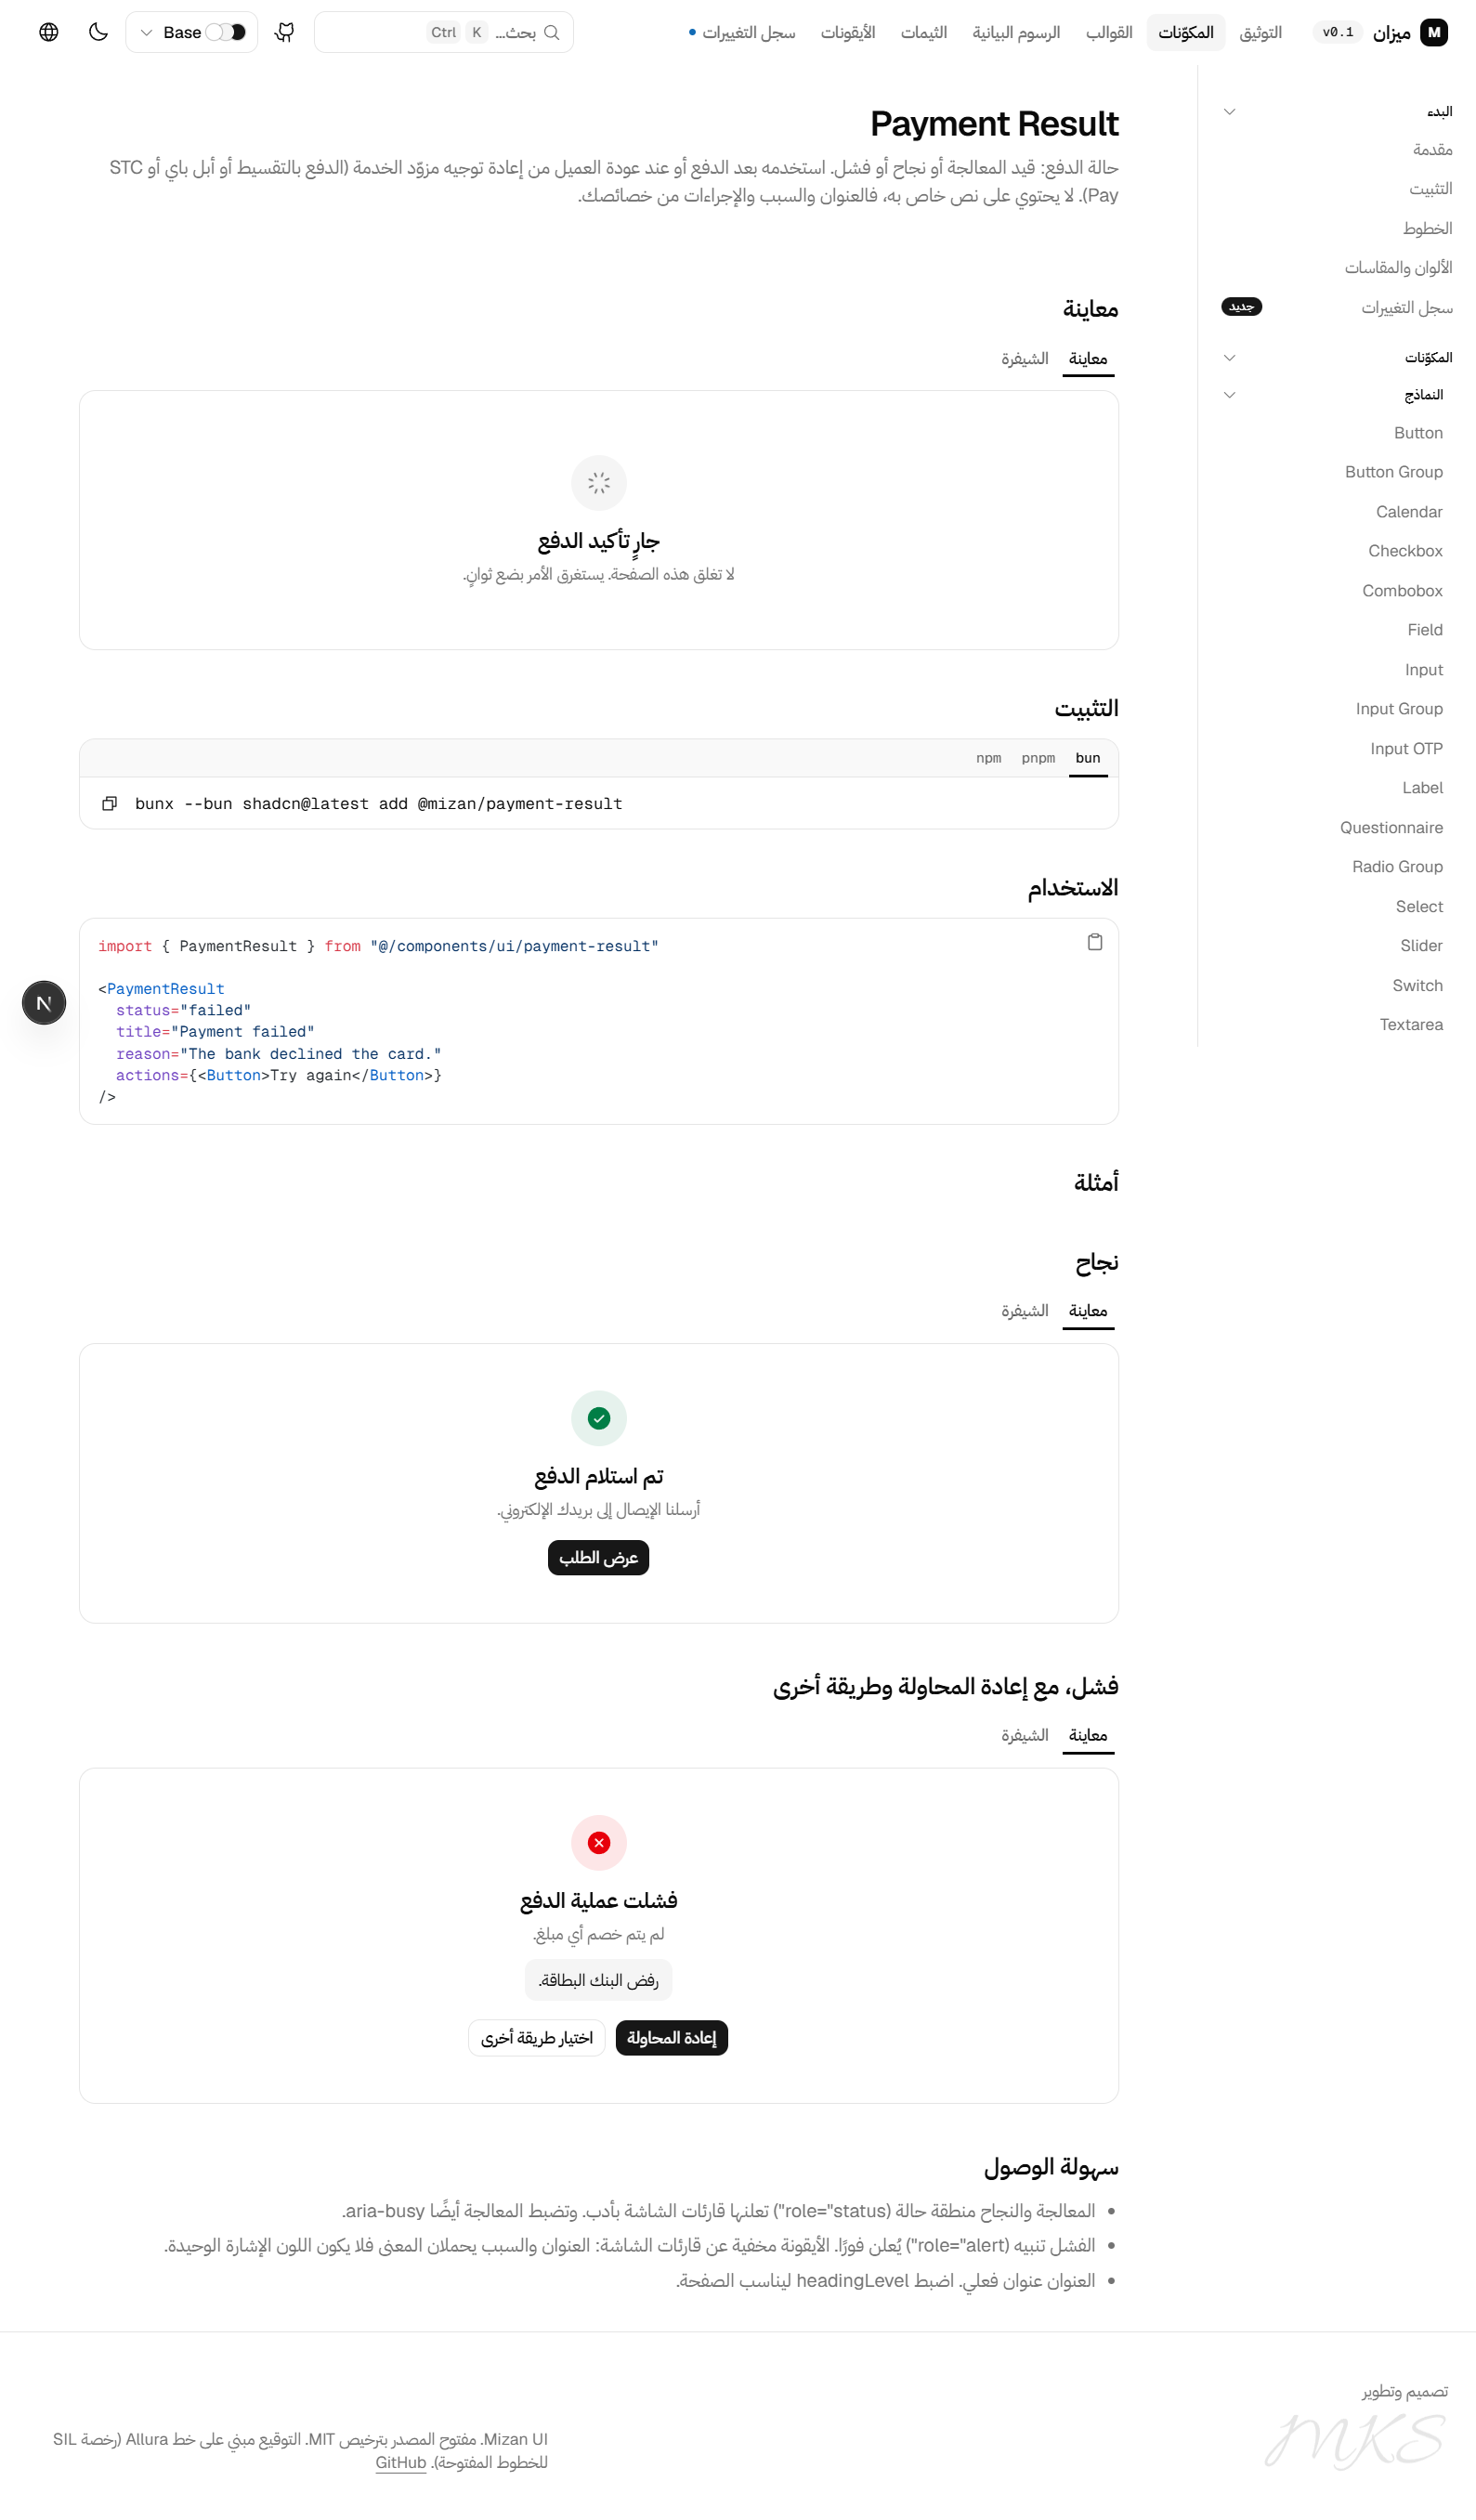 M ميزان v0.1 التوثيق المكوّنات القوالب الرسوم البيانية الثيمات الأيقونات سجل التغييرات بحث... K Ctrl Base
البدء
مقدمة
التثبيت
الخطوط
الألوان والمقاسات
سجل التغييرات جديد
المكوّنات
النماذج
Button
Button Group
Calendar
Checkbox
Combobox
Field
Input
Input Group
Input OTP
Label
Questionnaire
Radio Group
Select
Slider
Switch
Textarea
Payment Result
حالة الدفع: قيد المعالجة أو نجاح أو فشل. استخدمه بعد الدفع أو عند عودة العميل من إعادة توجيه مزوّد الخدمة (الدفع بالتقسيط أو أبل باي أو STC
Pay). لا يحتوي على نص خاص به، فالعنوان والسبب والإجراءات من خصائصك.
معاينة
معاينة الشيفرة
جارٍ تأكيد الدفع
لا تغلق هذه الصفحة. يستغرق الأمر بضع ثوانٍ.
التثبيت
bun pnpm npm
bunx --bun shadcn@latest add @mizan/payment-result
الاستخدام
import { PaymentResult } from "@/components/ui/payment-result"
<PaymentResult
status="failed"
title="Payment failed"
reason="The bank declined the card."
actions={<Button>Try again</Button>}
/>
N
أمثلة
نجاح
معاينة الشيفرة
تم استلام الدفع
أرسلنا الإيصال إلى بريدك الإلكتروني.
عرض الطلب
فشل، مع إعادة المحاولة وطريقة أخرى
معاينة الشيفرة
فشلت عملية الدفع
لم يتم خصم أي مبلغ.
رفض البنك البطاقة.
إعادة المحاولة اختيار طريقة أخرى
سهولة الوصول
• المعالجة والنجاح منطقة حالة (role="status") تعلنها قارئات الشاشة بأدب. وتضبط المعالجة أيضًا aria-busy.
• الفشل تنبيه (role="alert") يُعلن فورًا. الأيقونة مخفية عن قارئات الشاشة: العنوان والسبب يحملان المعنى فلا يكون اللون الإشارة الوحيدة.
• العنوان عنوان فعلي. اضبط headingLevel ليناسب الصفحة.
تصميم وتطوير
MKS
Mizan UI. مفتوح المصدر بترخيص MIT. التوقيع مبني على خط Allura (رخصة SIL
للخطوط المفتوحة). GitHub